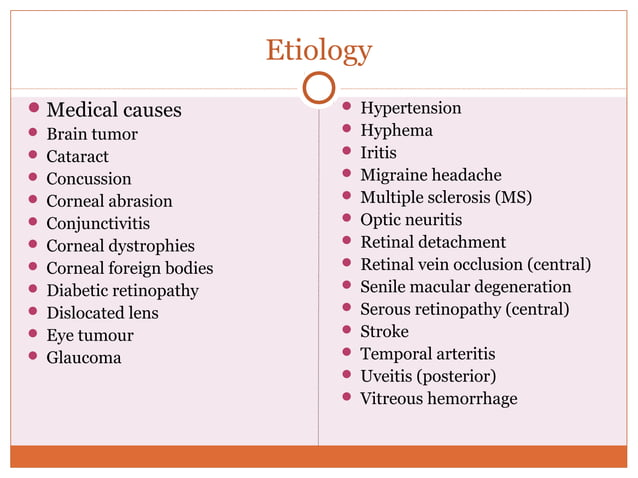 Etiology
Medical causes
Brain tumor
Cataract
Concussion
Corneal abrasion
Conjunctivitis
Corneal dystrophies
Corneal foreign bodies
Diabetic retinopathy
Dislocated lens
Eye tumour
Glaucoma
Hypertension
Hyphema
Iritis
Migraine headache
Multiple sclerosis (MS)
Optic neuritis
Retinal detachment
Retinal vein occlusion (central)
Senile macular degeneration
Serous retinopathy (central)
Stroke
Temporal arteritis
Uveitis (posterior)
Vitreous hemorrhage